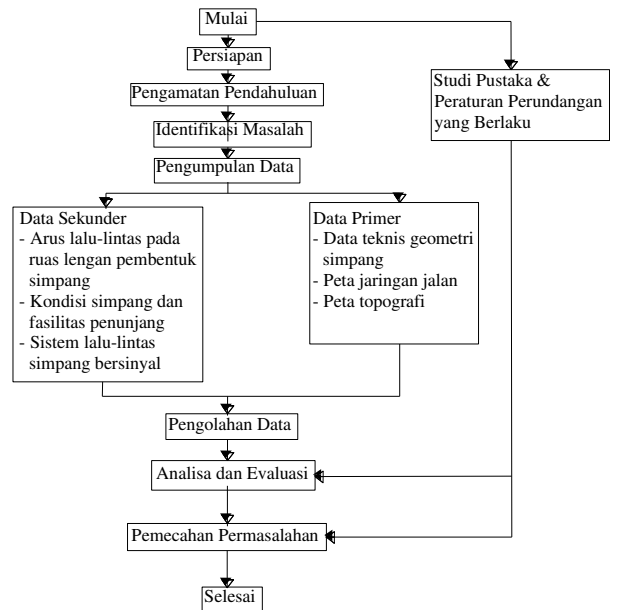 Mulai
Persiapan
Pengamatan Pendahuluan
Identifikasi Masalah
Pengumpulan Data
Studi Pustaka &
Peraturan Perundangan
yang Berlaku
Data Sekunder
- Arus lalu-lintas pada
ruas lengan pembentuk
simpang
- Kondisi simpang dan
fasilitas penunjang
- Sistem lalu-lintas
simpang bersinyal
Data Primer
- Data teknis geometri
simpang
- Peta jaringan jalan
- Peta topografi
Pengolahan Data
Analisa dan Evaluasi
Pemecahan Permasalahan
Selesai